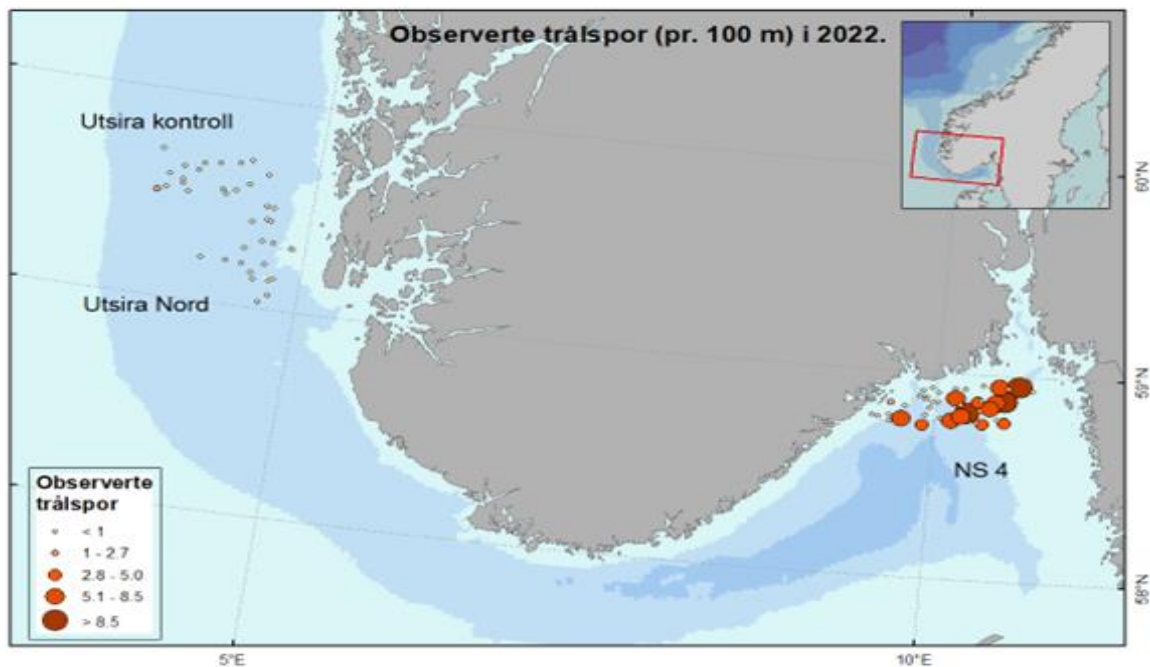 Observerte trålspor (pr. 100 m) i 2022.
Utsira kontroll
Utsira Nord
NS 4
60°N
59°N
58°N
5°E
10°E
Observerte
trålspor
< 1
1 - 2.7
2.8 - 5.0
5.1 - 8.5
> 8.5